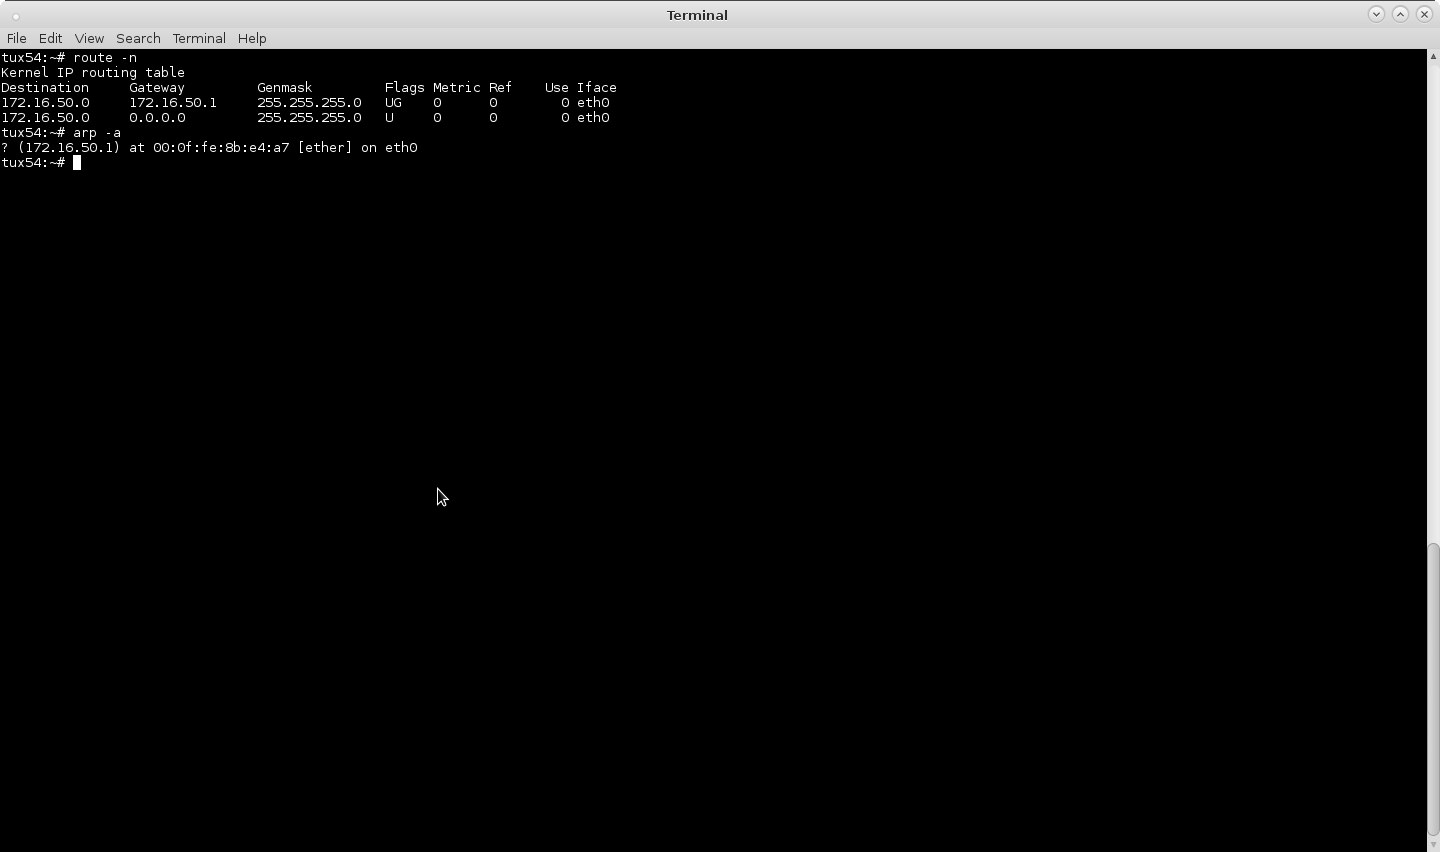 Terminal
File Edit View Search Terminal Help
tux54:~# route -n
Kernel IP routing table
Destination     Gateway         Genmask         Flags Metric Ref    Use Iface
172.16.50.0     172.16.50.1     255.255.255.0   UG    0      0        0 eth0
172.16.50.0     0.0.0.0         255.255.255.0   U     0      0        0 eth0
tux54:~# arp -a
? (172.16.50.1) at 00:0f:fe:8b:e4:a7 [ether] on eth0
tux54:~#